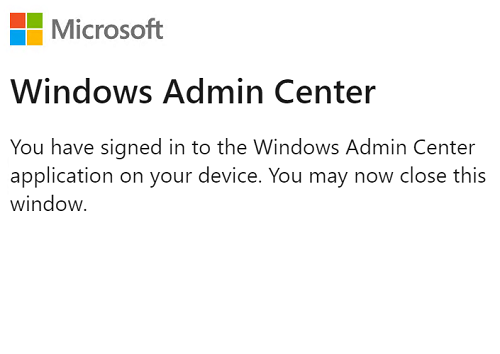 Microsoft
Windows Admin Center
You have signed in to the Windows Admin Center
application on your device. You may now close this
window.